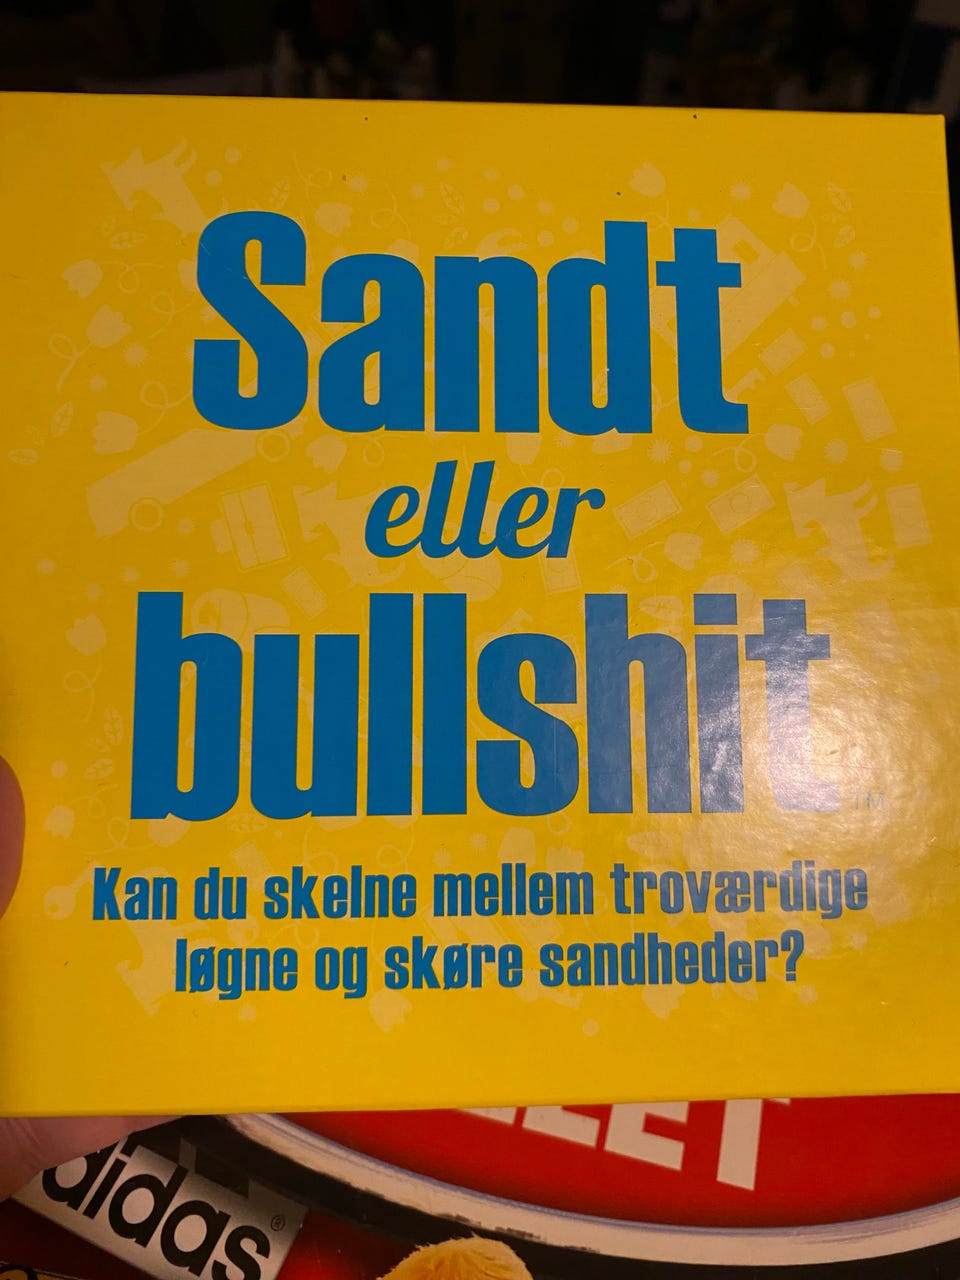 Sandt
eller
bullshit
TM
Kan du skelne mellem troværdige
løgne og skøre sandheder?
adidas®